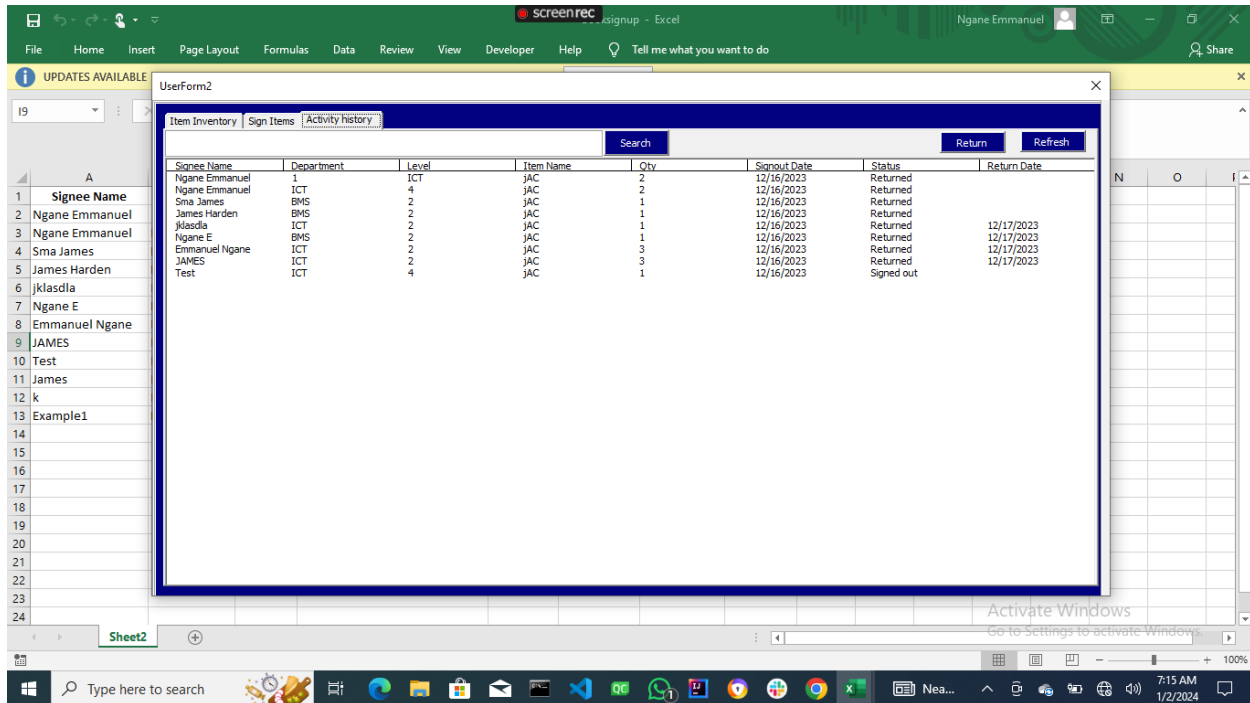 screenrec
ksignup - Excel
Ngane Emmanuel
File Home Insert Page Layout Formulas Data Review View Developer Help Tell me what you want to do Share
UPDATES AVAILABLE
UserForm2
I9
Item Inventory Sign Items Activity history
Search Return Refresh
Signee Name Department Level Item Name Qty Signout Date Status Return Date
Ngane Emmanuel 1 ICT jAC 2 12/16/2023 Returned
Ngane Emmanuel ICT 4 jAC 2 12/16/2023 Returned
Sma James BMS 2 jAC 1 12/16/2023 Returned
James Harden BMS 2 jAC 1 12/16/2023 Returned
jklasdla ICT 2 jAC 1 12/16/2023 Returned 12/17/2023
Ngane E BMS 2 jAC 1 12/16/2023 Returned 12/17/2023
Emmanuel Ngane ICT 2 jAC 3 12/16/2023 Returned 12/17/2023
JAMES ICT 2 jAC 3 12/16/2023 Returned 12/17/2023
Test ICT 4 jAC 1 12/16/2023 Signed out
A N O
1 Signee Name
2 Ngane Emmanuel
3 Ngane Emmanuel
4 Sma James
5 James Harden
6 jklasdla
7 Ngane E
8 Emmanuel Ngane
9 JAMES
10 Test
11 James
12 k
13 Example1
14
15
16
17
18
19
20
21
22
23
24
Activate Windows
Go to Settings to activate Windows.
Sheet2
100%
Type here to search
QC
1
Nea...
7:15 AM
1/2/2024